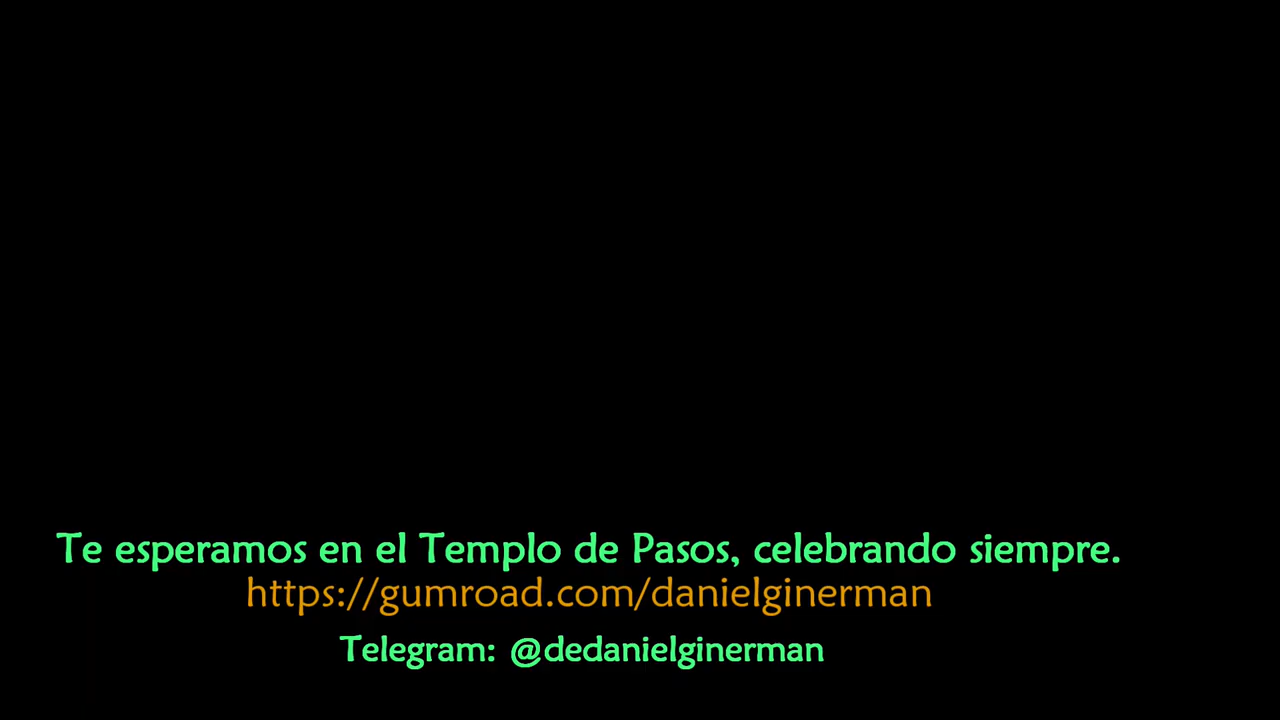 Te esperamos en el Templo de Pasos, celebrando siempre.
https://gumroad.com/danielginerman
Telegram: @dedanielginerman